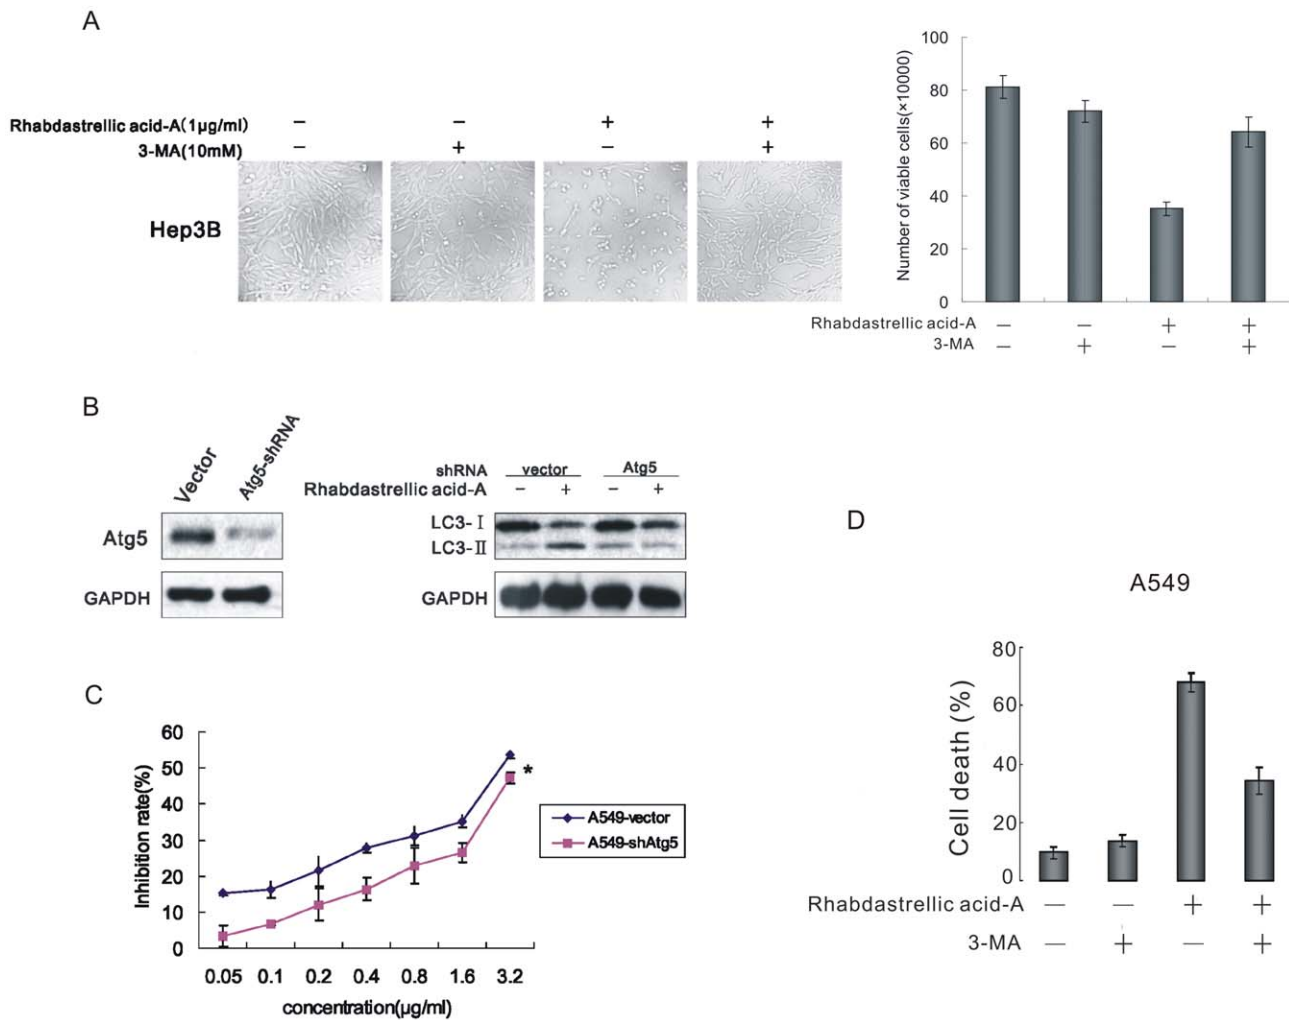 A
Rhabdastrellic acid-A(1μg/ml) − − + +
3-MA(10mM) − + − +
Hep3B
Number of viable cells(×10000)
100
80
60
40
20
0
Rhabdastrellic acid-A − − + +
3-MA − + − +
B
Vector Atg5-shRNA
Atg5
GAPDH
shRNA vector Atg5
Rhabdastrellic acid-A − + − +
LC3-Ⅰ
LC3-Ⅱ
GAPDH
C
Inhibition rate(%)
60
50
40
30
20
10
0
*
0.05 0.1 0.2 0.4 0.8 1.6 3.2
concentration(μg/ml)
A549-vector
A549-shAtg5
D
A549
Cell death (%)
80
60
40
20
0
Rhabdastrellic acid-A — — + +
3-MA — + — +